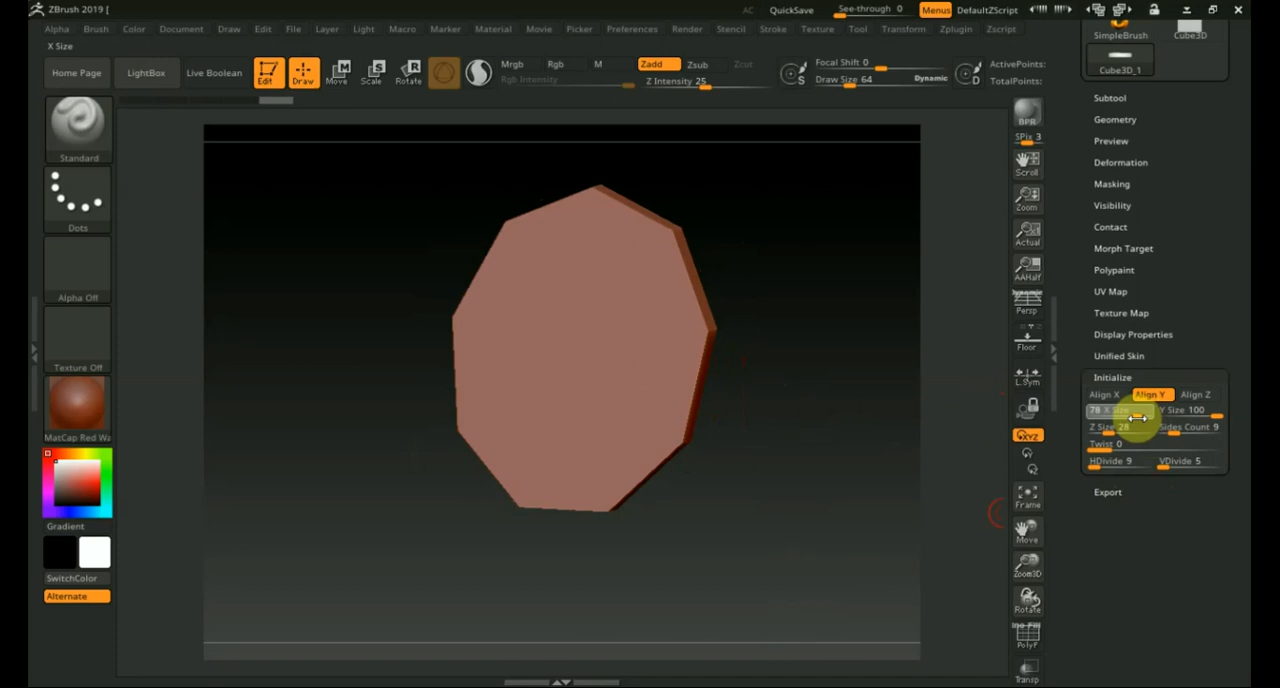 ZBrush 2019 [
AC QuickSave See-through 0 Menus DefaultZScript
Alpha Brush Color Document Draw Edit File Layer Light Macro Marker Material Movie Picker Preferences Render Stencil Stroke Texture Tool Transform Zplugin Zscript
X Size
Home Page LightBox Live Boolean Edit Draw Move Scale Rotate
Mrgb Rgb M Zadd Zsub Zcut
Rgb Intensity Z Intensity 25
Focal Shift 0
Draw Size 64 Dynamic
ActivePoints:
TotalPoints:
Standard
Dots
Alpha Off
Texture Off
MatCap Red Wa
Gradient
SwitchColor
Alternate
BPR
SPix 3
Scroll
Zoom
Actual
AAHalf
Dynamic
Persp
Floor
L.Sym
XYZ
Frame
Move
Zoom3D
Rotate
PolyF
Transp
SimpleBrush Cube3D
Cube3D_1
Subtool
Geometry
Preview
Deformation
Masking
Visibility
Contact
Morph Target
Polypaint
UV Map
Texture Map
Display Properties
Unified Skin
Initialize
Align X Align Y Align Z
78 X Size Y Size 100
Z Size 28 Sides Count 9
Twist 0
HDivide 9 VDivide 5
Export